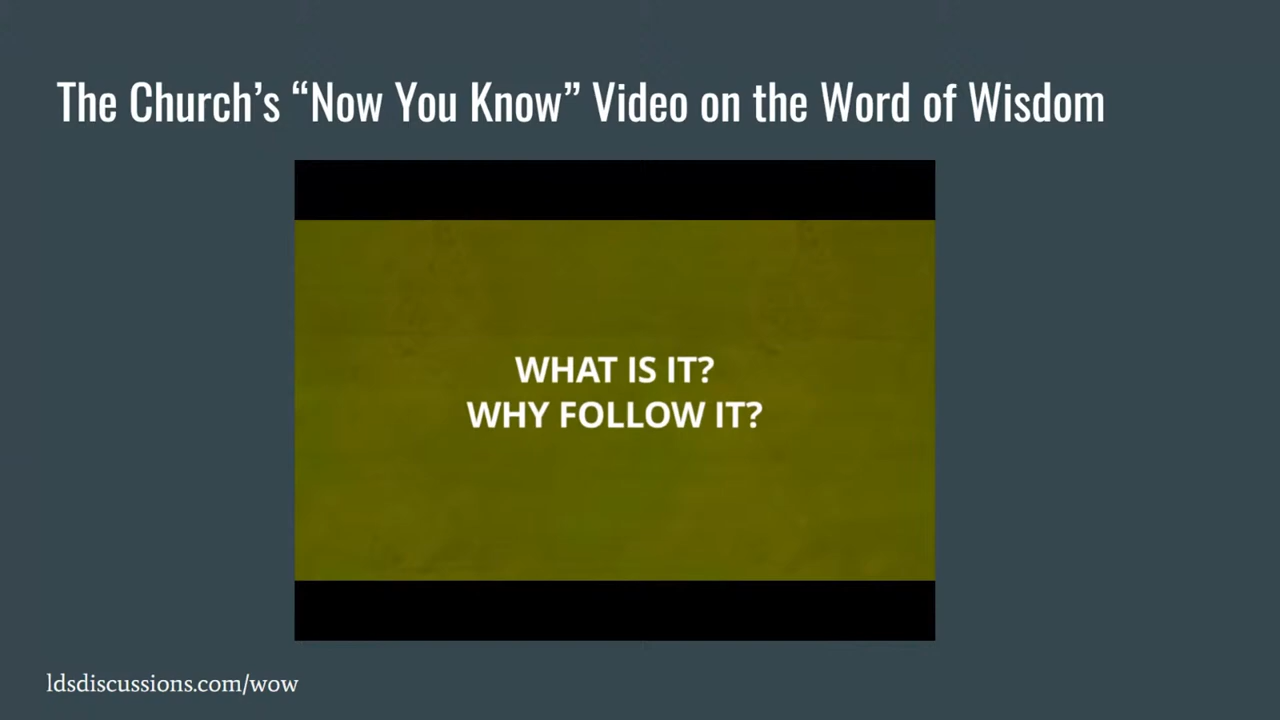 The Church’s “Now You Know” Video on the Word of Wisdom
WHAT IS IT?
WHY FOLLOW IT?
ldsdiscussions.com/wow